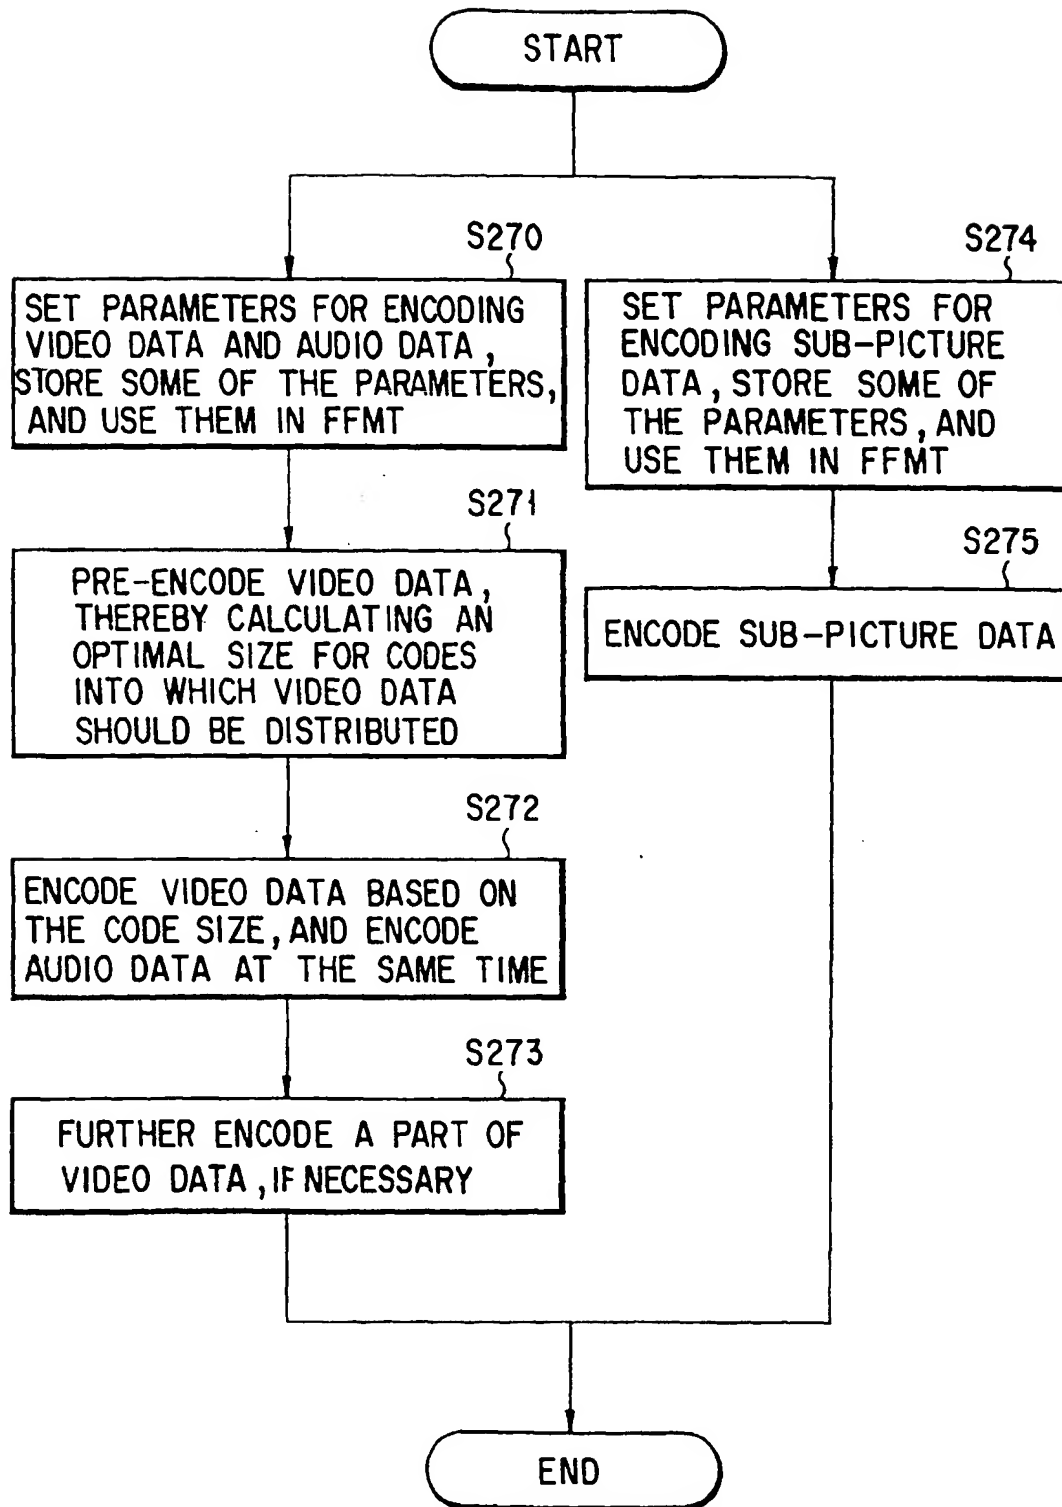 START
S270
SET PARAMETERS FOR ENCODING
VIDEO DATA AND AUDIO DATA,
STORE SOME OF THE PARAMETERS,
AND USE THEM IN FFMT
S271
PRE-ENCODE VIDEO DATA,
THEREBY CALCULATING AN
OPTIMAL SIZE FOR CODES
INTO WHICH VIDEO DATA
SHOULD BE DISTRIBUTED
S272
ENCODE VIDEO DATA BASED ON
THE CODE SIZE, AND ENCODE
AUDIO DATA AT THE SAME TIME
S273
FURTHER ENCODE A PART OF
VIDEO DATA, IF NECESSARY
S274
SET PARAMETERS FOR
ENCODING SUB-PICTURE
DATA, STORE SOME OF
THE PARAMETERS, AND
USE THEM IN FFMT
S275
ENCODE SUB-PICTURE DATA
END